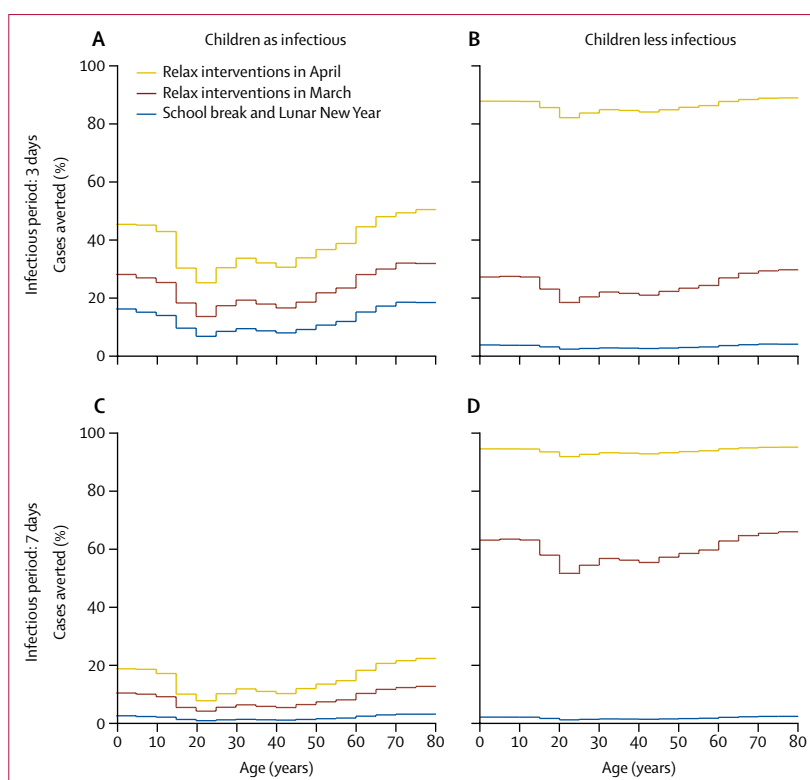 A
Children as infectious
B
Children less infectious
Infectious period: 3 days
Cases averted (%)
100
80
60
40
20
0
Relax interventions in April
Relax interventions in March
School break and Lunar New Year
C
D
Infectious period: 7 days
Cases averted (%)
100
80
60
40
20
0
0 10 20 30 40 50 60 70 80
Age (years)
0 10 20 30 40 50 60 70 80
Age (years)